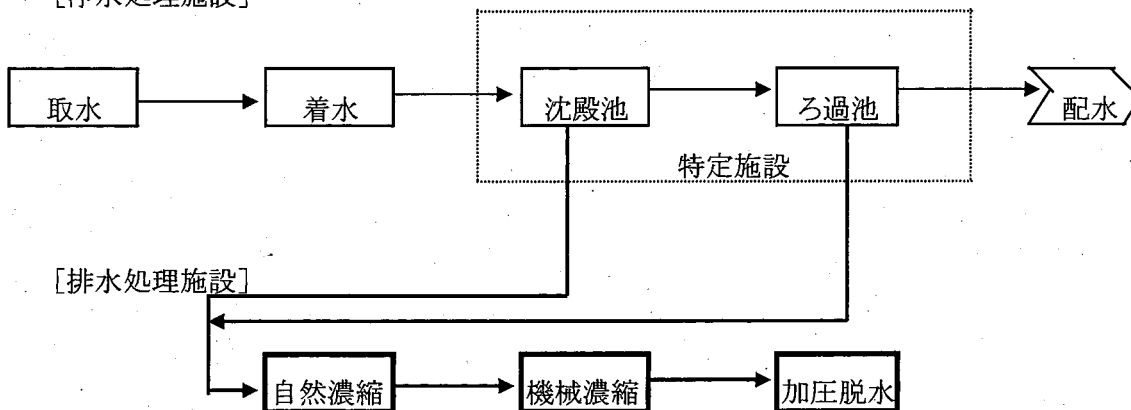 [浄水処理施設]
取水
着水
沈殿池
ろ過池
配水
特定施設
[排水処理施設]
自然濃縮
機械濃縮
加圧脱水